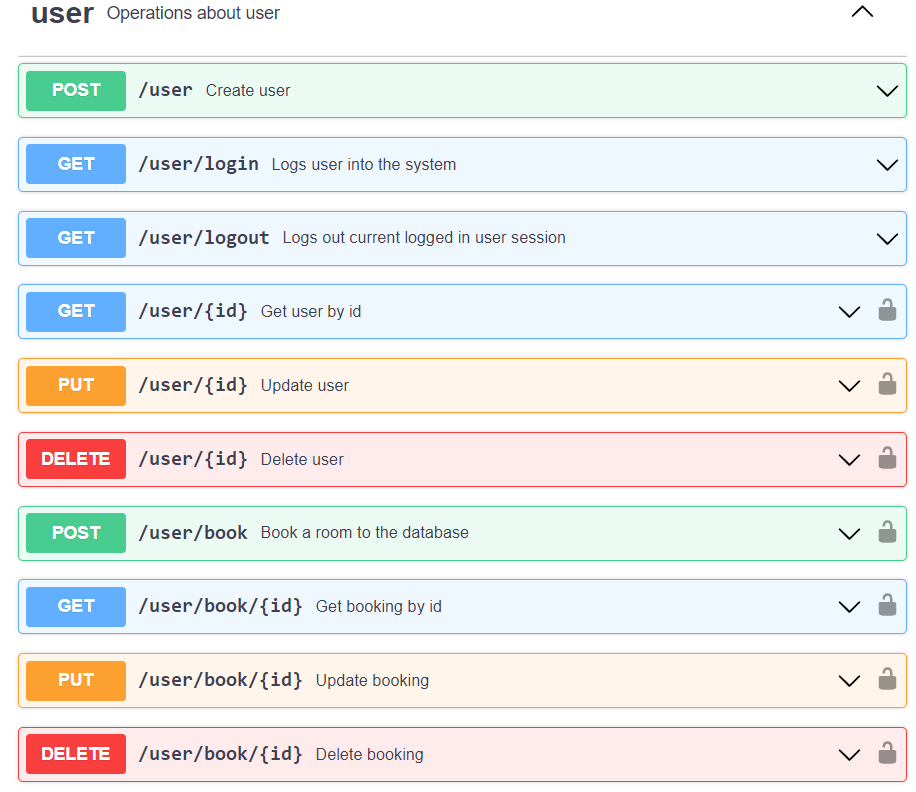 user Operations about user
POST /user Create user
GET /user/login Logs user into the system
GET /user/logout Logs out current logged in user session
GET /user/{id} Get user by id
PUT /user/{id} Update user
DELETE /user/{id} Delete user
POST /user/book Book a room to the database
GET /user/book/{id} Get booking by id
PUT /user/book/{id} Update booking
DELETE /user/book/{id} Delete booking